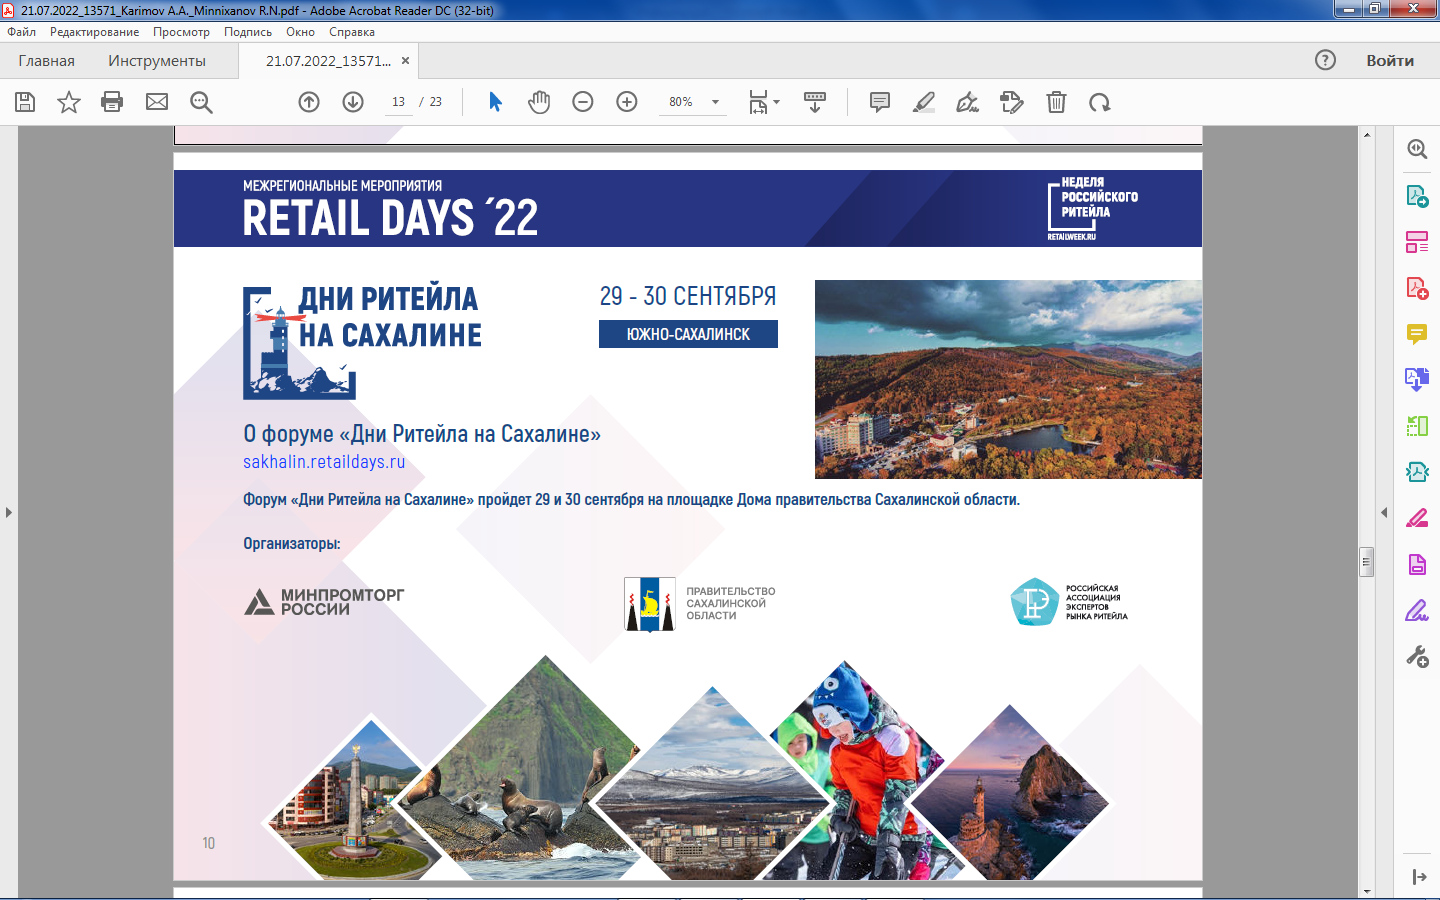 21.07.2022_13571_Karimov A.A._Minnixanov R.N.pdf - Adobe Acrobat Reader DC (32-bit)
Файл Редактирование Просмотр Подпись Окно Справка
Главная Инструменты 21.07.2022_13571... × Войти
13 / 23 80%
МЕЖРЕГИОНАЛЬНЫЕ МЕРОПРИЯТИЯ
RETAIL DAYS ´22
НЕДЕЛЯ
РОССИЙСКОГО
РИТЕЙЛА
RETAILWEEK.RU
ДНИ РИТЕЙЛА
НА САХАЛИНЕ
29 - 30 СЕНТЯБРЯ
ЮЖНО-САХАЛИНСК
О форуме «Дни Ритейла на Сахалине»
sakhalin.retaildays.ru
Форум «Дни Ритейла на Сахалине» пройдет 29 и 30 сентября на площадке Дома правительства Сахалинской области.
Организаторы:
МИНПРОМТОРГ
РОССИИ
ПРАВИТЕЛЬСТВО
САХАЛИНСКОЙ
ОБЛАСТИ
РОССИЙСКАЯ
АССОЦИАЦИЯ
ЭКСПЕРТОВ
РЫНКА РИТЕЙЛА
10